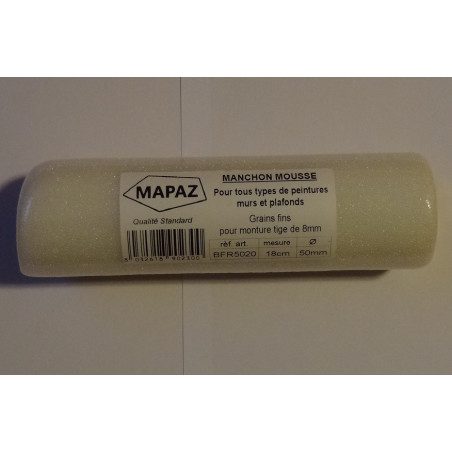 MAPAZ
Qualité Standard
MANCHON MOUSSE
Pour tous types de peintures
murs et plafonds
Grains fins
pour monture tige de 8mm
réf. art. mesure Ø
BFR5020 18cm 50mm